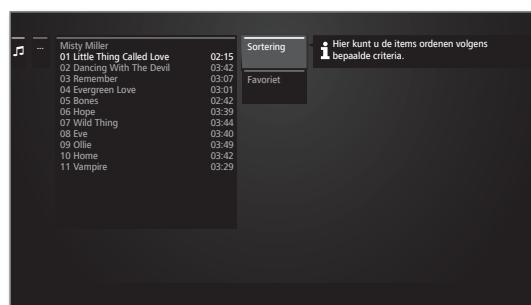 ...
Misty Miller
01 Little Thing Called Love 02:15
02 Dancing With The Devil 03:42
03 Remember 03:07
04 Evergreen Love 03:01
05 Bones 02:42
06 Hope 03:39
07 Wild Thing 03:44
08 Eve 03:40
09 Ollie 03:49
10 Home 03:42
11 Vampire 03:29
Sortering
Favoriet
Hier kunt u de items ordenen volgens
bepaalde criteria.